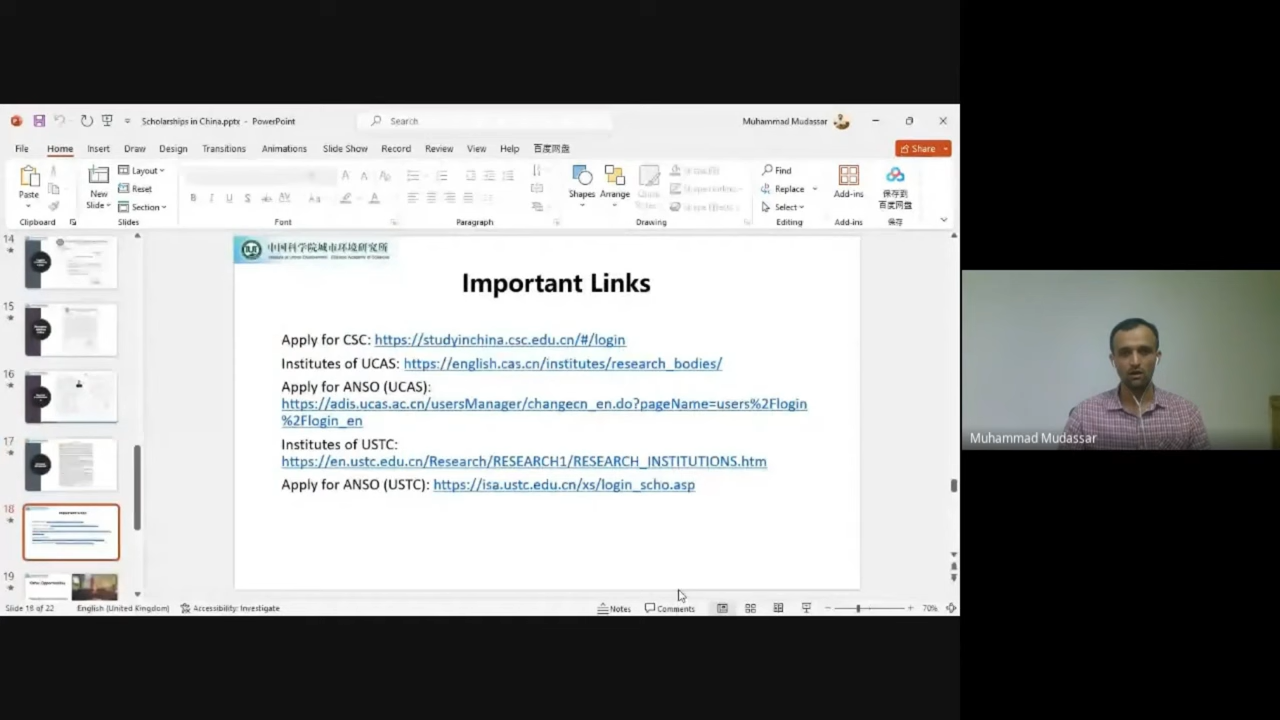 Scholarships in China.pptx - PowerPoint
Search
Muhammad Mudassar
File Home Insert Draw Design Transitions Animations Slide Show Record Review View Help 百度网盘
Share
Paste
Clipboard
New
Slide
Layout
Reset
Section
Slides
Font
Paragraph
Shapes
Arrange
Drawing
Find
Replace
Select
Editing
Add-ins
Add-ins
保存到
百度网盘
保存
14
15
16
17
18
19
中国科学院城市环境研究所
Important Links
Apply for CSC: https://studyinchina.csc.edu.cn/#/login
Institutes of UCAS: https://english.cas.cn/institutes/research_bodies/
Apply for ANSO (UCAS):
https://adis.ucas.ac.cn/usersManager/changecn_en.do?pageName=users%2Flogin
%2Flogin_en
Institutes of USTC:
https://en.ustc.edu.cn/Research/RESEARCH1/RESEARCH_INSTITUTIONS.htm
Apply for ANSO (USTC): https://isa.ustc.edu.cn/xs/login_scho.asp
Slide 18 of 22
English (United Kingdom)
Accessibility: Investigate
Notes
Comments
70%
Muhammad Mudassar